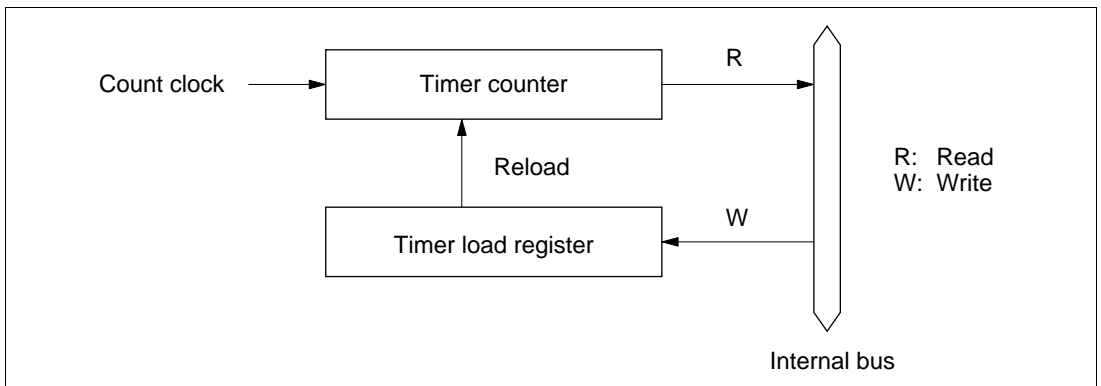 R
Count clock
Timer counter
Reload
R: Read
W: Write
W
Timer load register
Internal bus